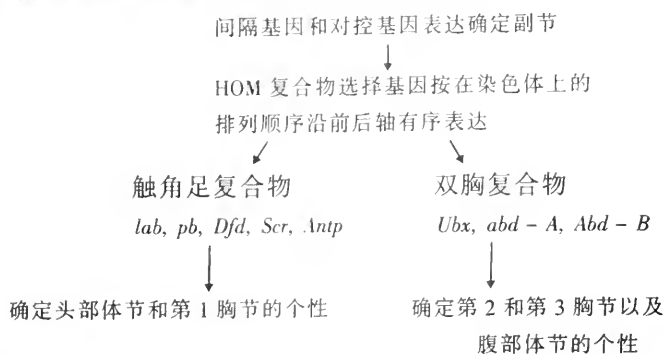 间隔基因和对控基因表达确定副节
HOM 复合物选择基因按在染色体上的
排列顺序沿前后轴有序表达
触角足复合物
双胸复合物
lab, pb, Dfd, Scr, Antp
Ubx, abd - A, Abd - B
确定头部体节和第 1 胸节的个性
确定第 2 和第 3 胸节以及
腹部体节的个性